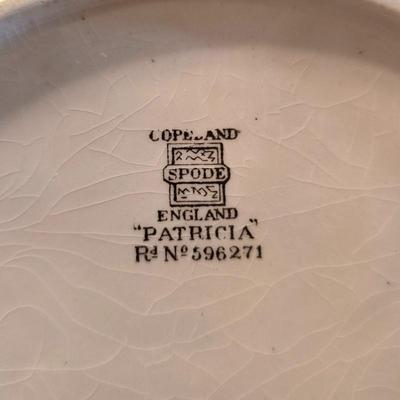 COPELAND
SPODE
ENGLAND
"PATRICIA"
Rd No 596271